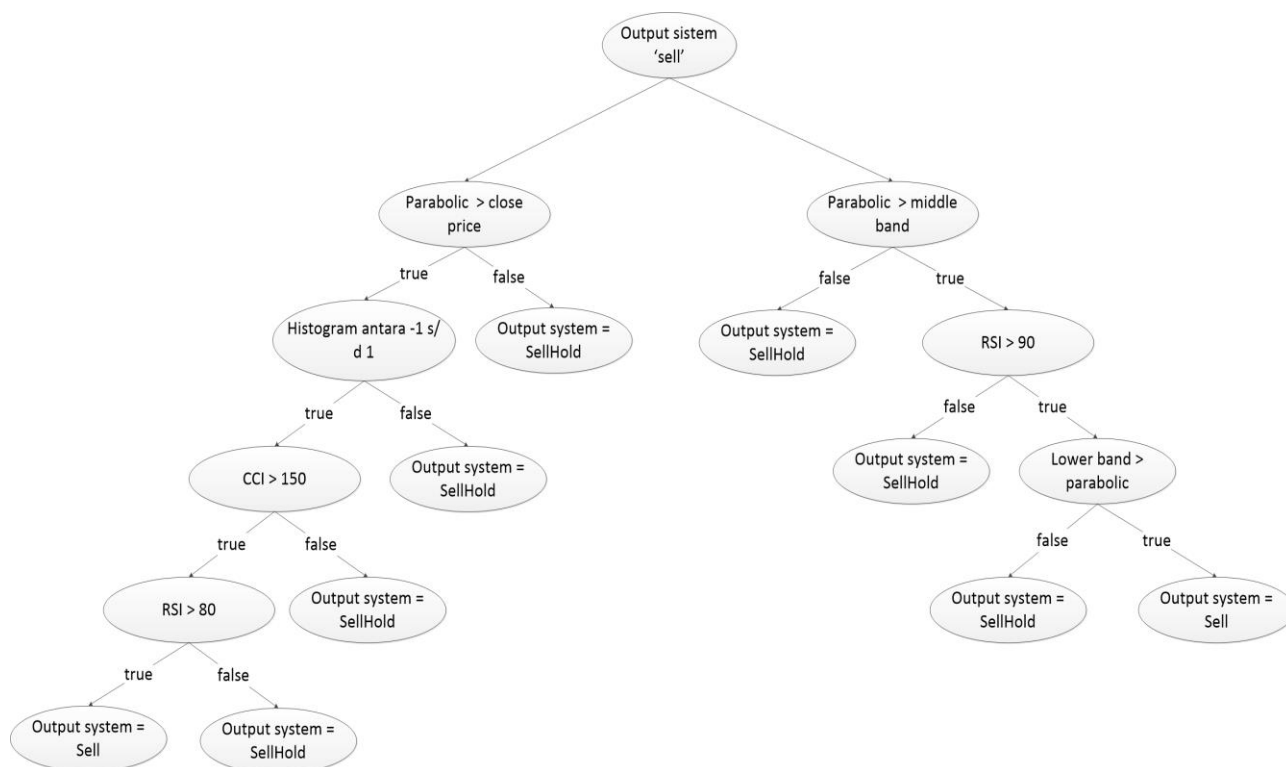 Output sistem
‘sell’
Parabolic > close
price
Parabolic > middle
band
true
false
false
true
Histogram antara -1 s/
d 1
Output system =
SellHold
Output system =
SellHold
RSI > 90
true
false
false
true
CCI > 150
Output system =
SellHold
Output system =
SellHold
Lower band >
parabolic
true
false
false
true
RSI > 80
Output system =
SellHold
Output system =
SellHold
Output system =
Sell
true
false
Output system =
Sell
Output system =
SellHold